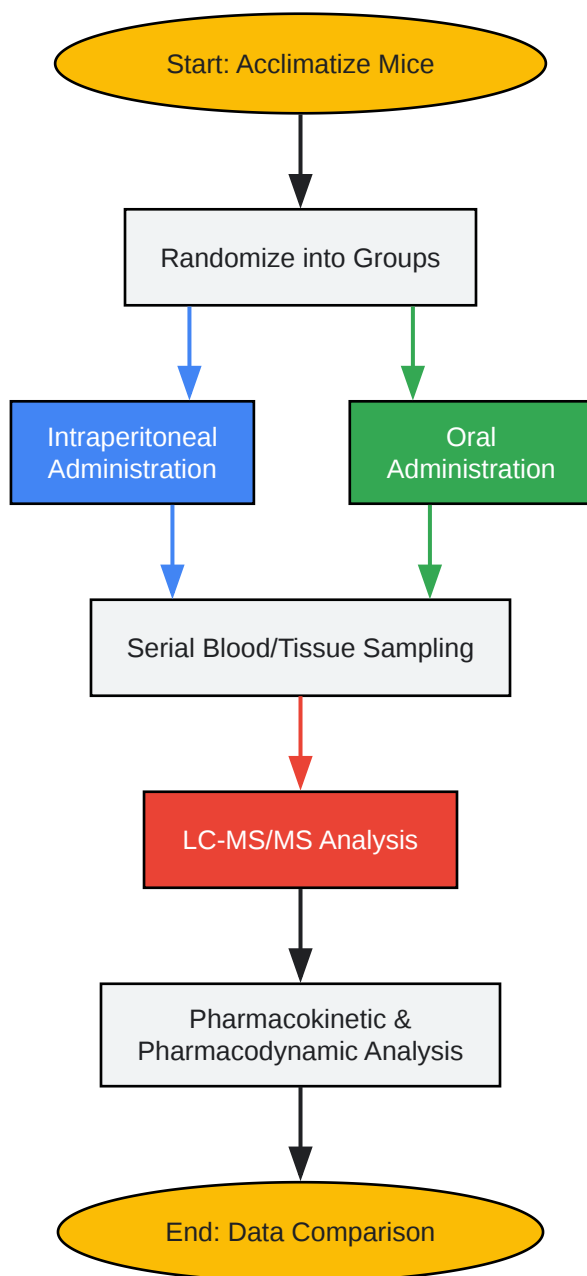 Start: Acclimatize Mice
Randomize into Groups
Intraperitoneal
Administration
Oral
Administration
Serial Blood/Tissue Sampling
LC-MS/MS Analysis
Pharmacokinetic &
Pharmacodynamic Analysis
End: Data Comparison